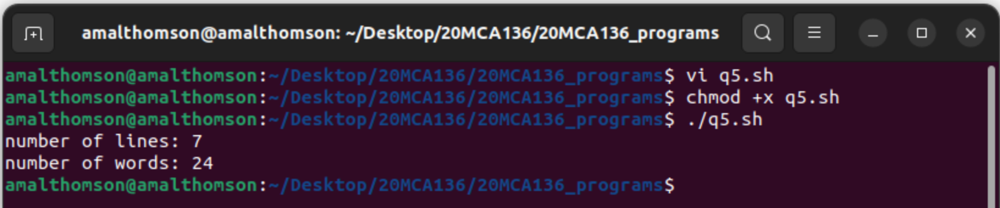 amalthomson@amalthomson: ~/Desktop/20MCA136/20MCA136_programs
amalthomson@amalthomson:~/Desktop/20MCA136/20MCA136_programs$ vi q5.sh
amalthomson@amalthomson:~/Desktop/20MCA136/20MCA136_programs$ chmod +x q5.sh
amalthomson@amalthomson:~/Desktop/20MCA136/20MCA136_programs$ ./q5.sh
number of lines: 7
number of words: 24
amalthomson@amalthomson:~/Desktop/20MCA136/20MCA136_programs$